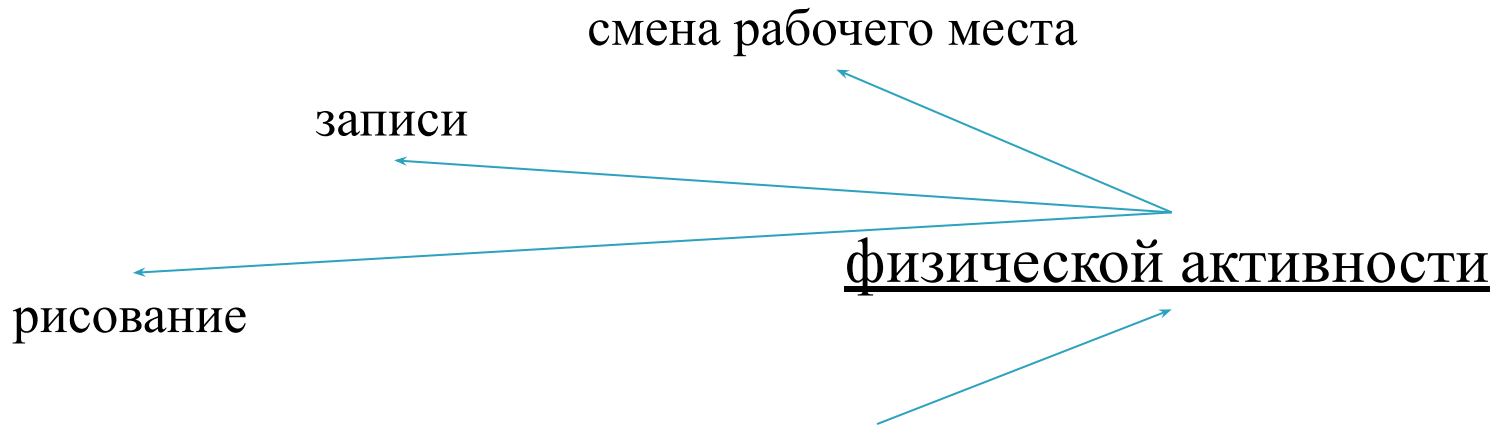 смена рабочего места
записи
физической активности
рисование